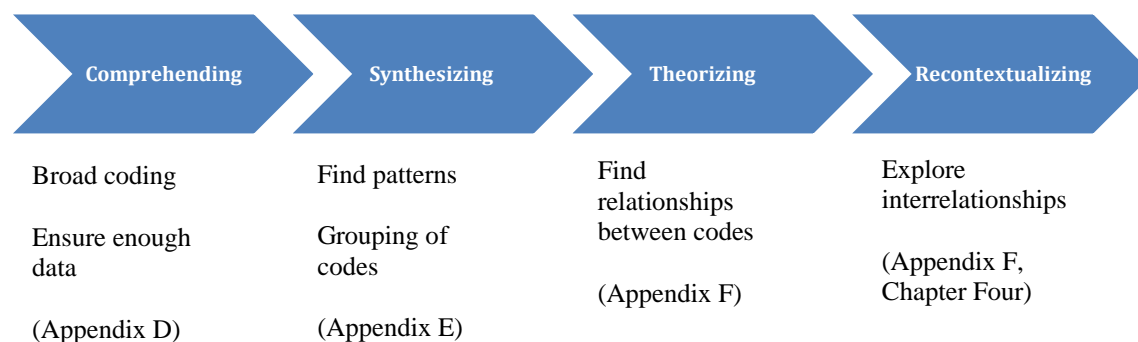 Comprehending
Synthesizing
Theorizing
Recontextualizing
Broad coding
Ensure enough
data
(Appendix D)
Find patterns
Grouping of
codes
(Appendix E)
Find
relationships
between codes
(Appendix F)
Explore
interrelationships
(Appendix F,
Chapter Four)